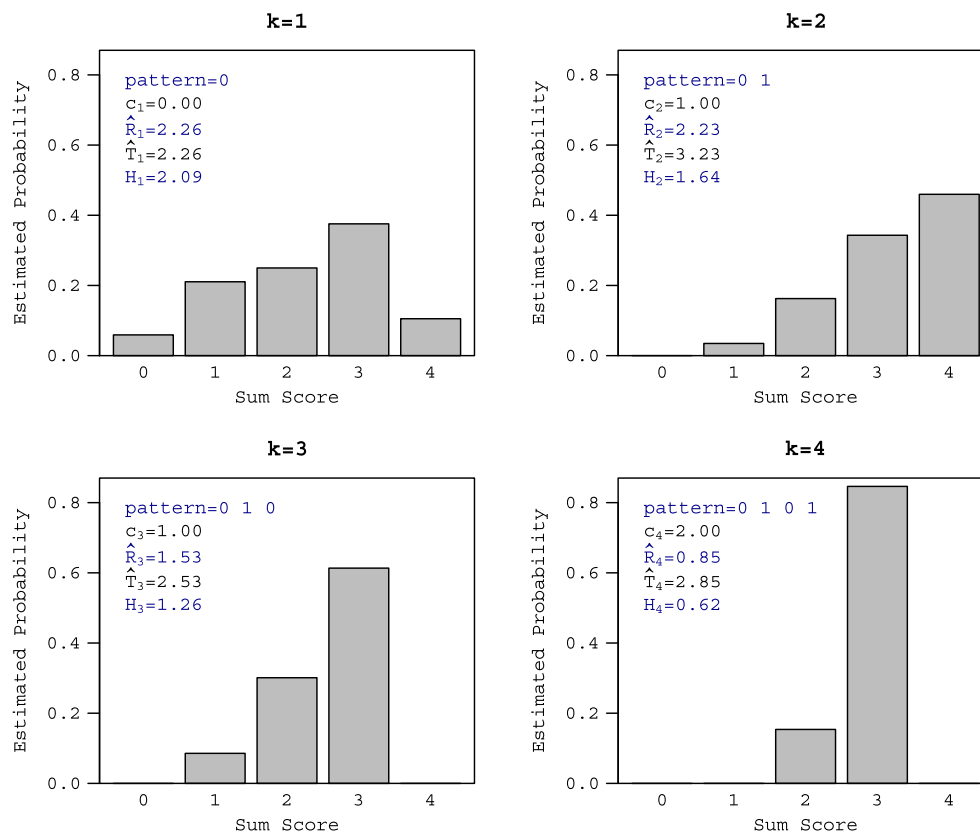 k=1
Estimated Probability
0.8
0.6
0.4
0.2
0.0
pattern=0
c₁=0.00
R̂₁=2.26
T̂₁=2.26
H₁=2.09
0 1 2 3 4
Sum Score
k=2
Estimated Probability
0.8
0.6
0.4
0.2
0.0
pattern=0 1
c₂=1.00
R̂₂=2.23
T̂₂=3.23
H₂=1.64
0 1 2 3 4
Sum Score
k=3
Estimated Probability
0.8
0.6
0.4
0.2
0.0
pattern=0 1 0
c₃=1.00
R̂₃=1.53
T̂₃=2.53
H₃=1.26
0 1 2 3 4
Sum Score
k=4
Estimated Probability
0.8
0.6
0.4
0.2
0.0
pattern=0 1 0 1
c₄=2.00
R̂₄=0.85
T̂₄=2.85
H₄=0.62
0 1 2 3 4
Sum Score